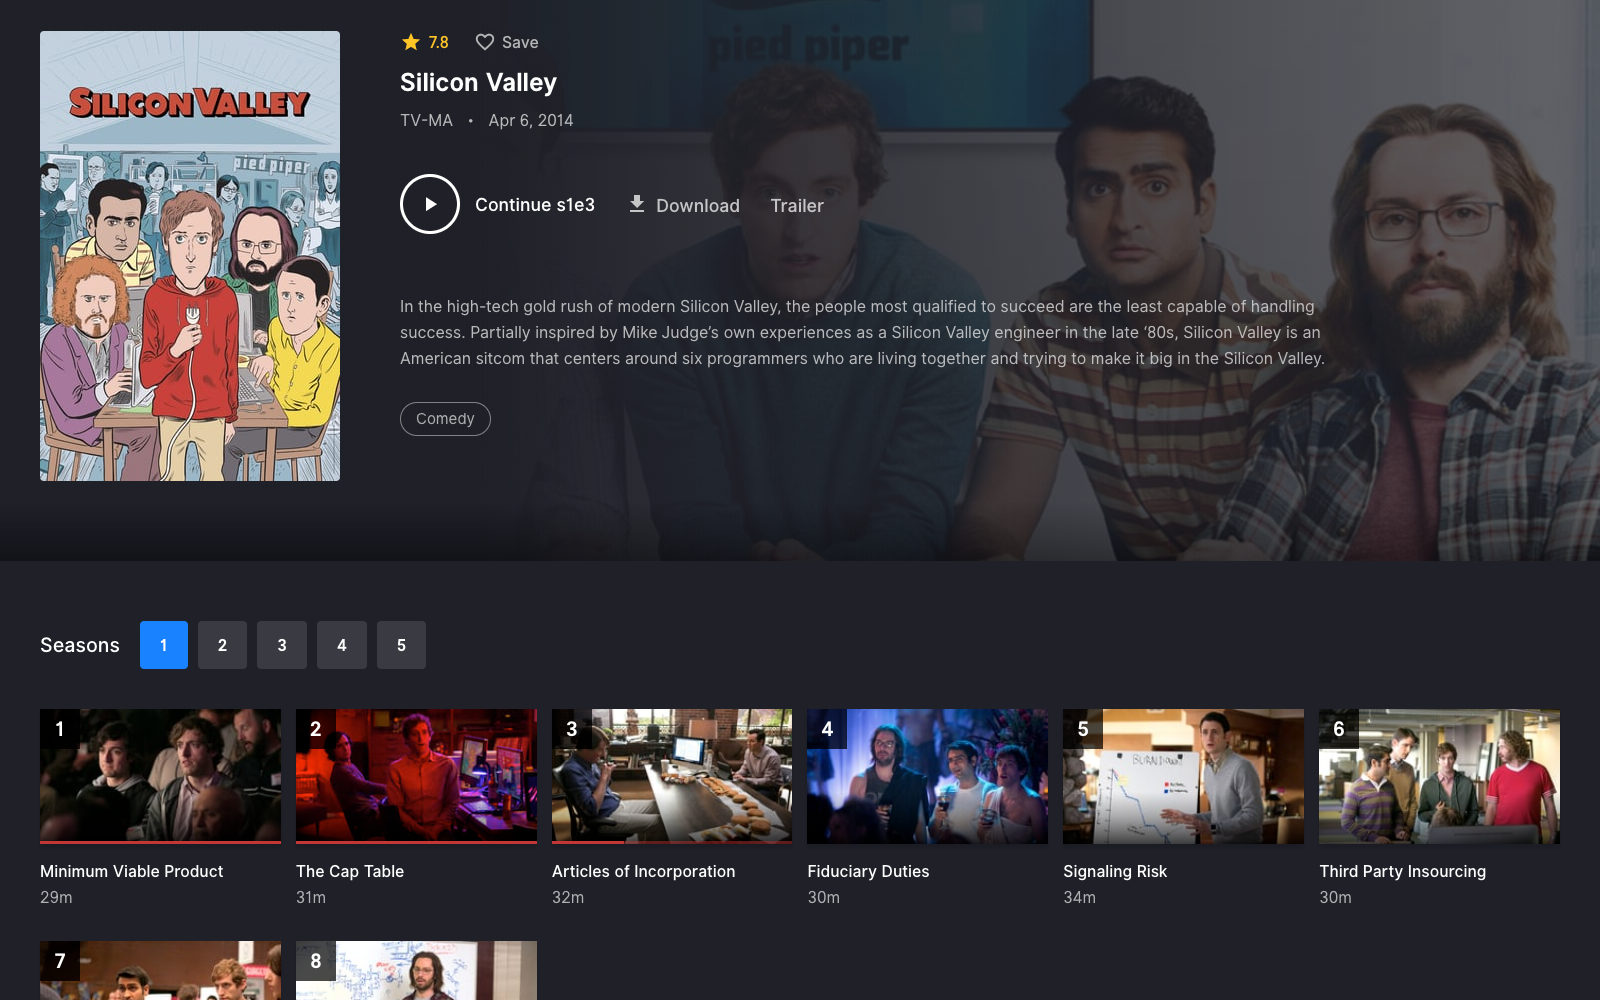 pied piper
7.8
Save
SILICON VALLEY
Silicon Valley
TV-MA • Apr 6, 2014
pied piper
Continue s1e3
Download
Trailer
In the high-tech gold rush of modern Silicon Valley, the people most qualified to succeed are the least capable of handling
success. Partially inspired by Mike Judge’s own experiences as a Silicon Valley engineer in the late ‘80s, Silicon Valley is an
American sitcom that centers around six programmers who are living together and trying to make it big in the Silicon Valley.
Comedy
Seasons
1
2
3
4
5
1
2
3
4
5
6
BURNDOWN
Minimum Viable Product
The Cap Table
Articles of Incorporation
Fiduciary Duties
Signaling Risk
Third Party Insourcing
29m
31m
32m
30m
34m
30m
7
8